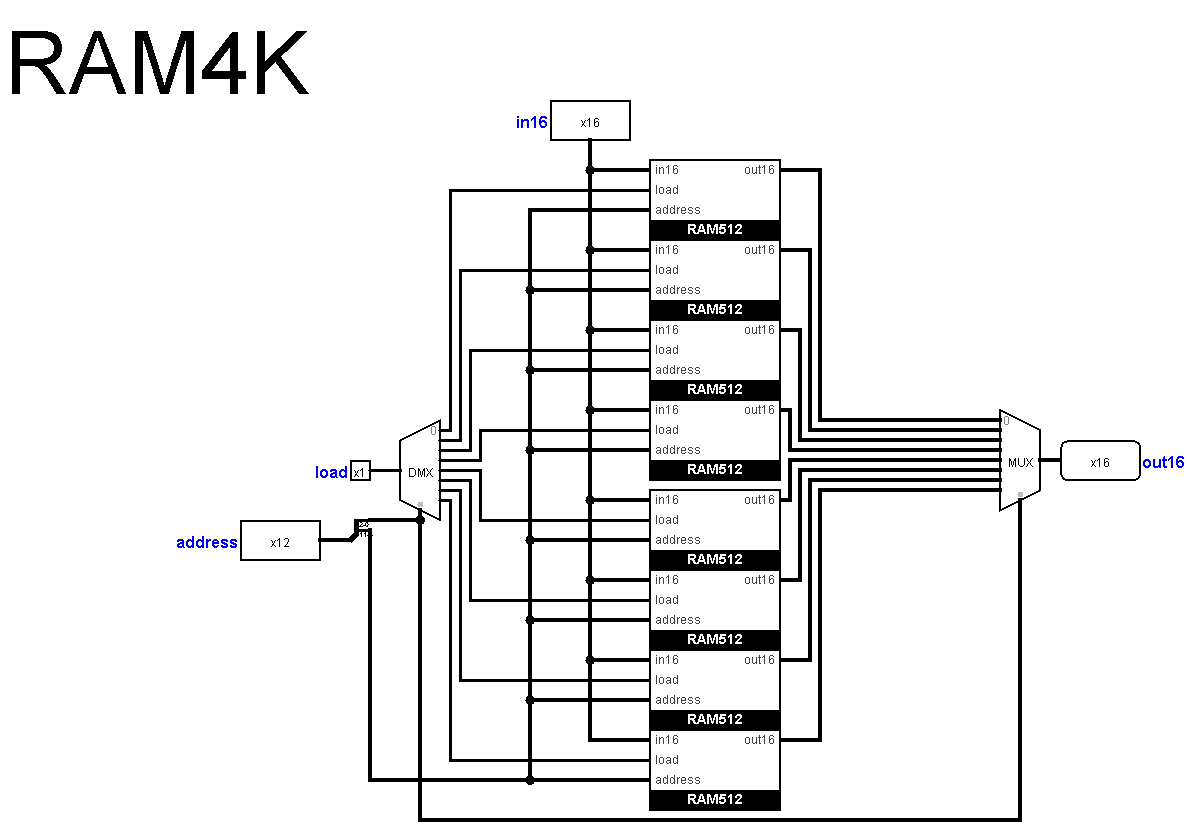 RAM4K
in16 x16
in16 out16
load
address
RAM512
in16 out16
load
address
RAM512
in16 out16
load
address
RAM512
in16 out16
load
address
RAM512
0
DMX
load x1
0
MUX
x16 out16
address x12
in16 out16
load
address
RAM512
in16 out16
load
address
RAM512
in16 out16
load
address
RAM512
in16 out16
load
address
RAM512